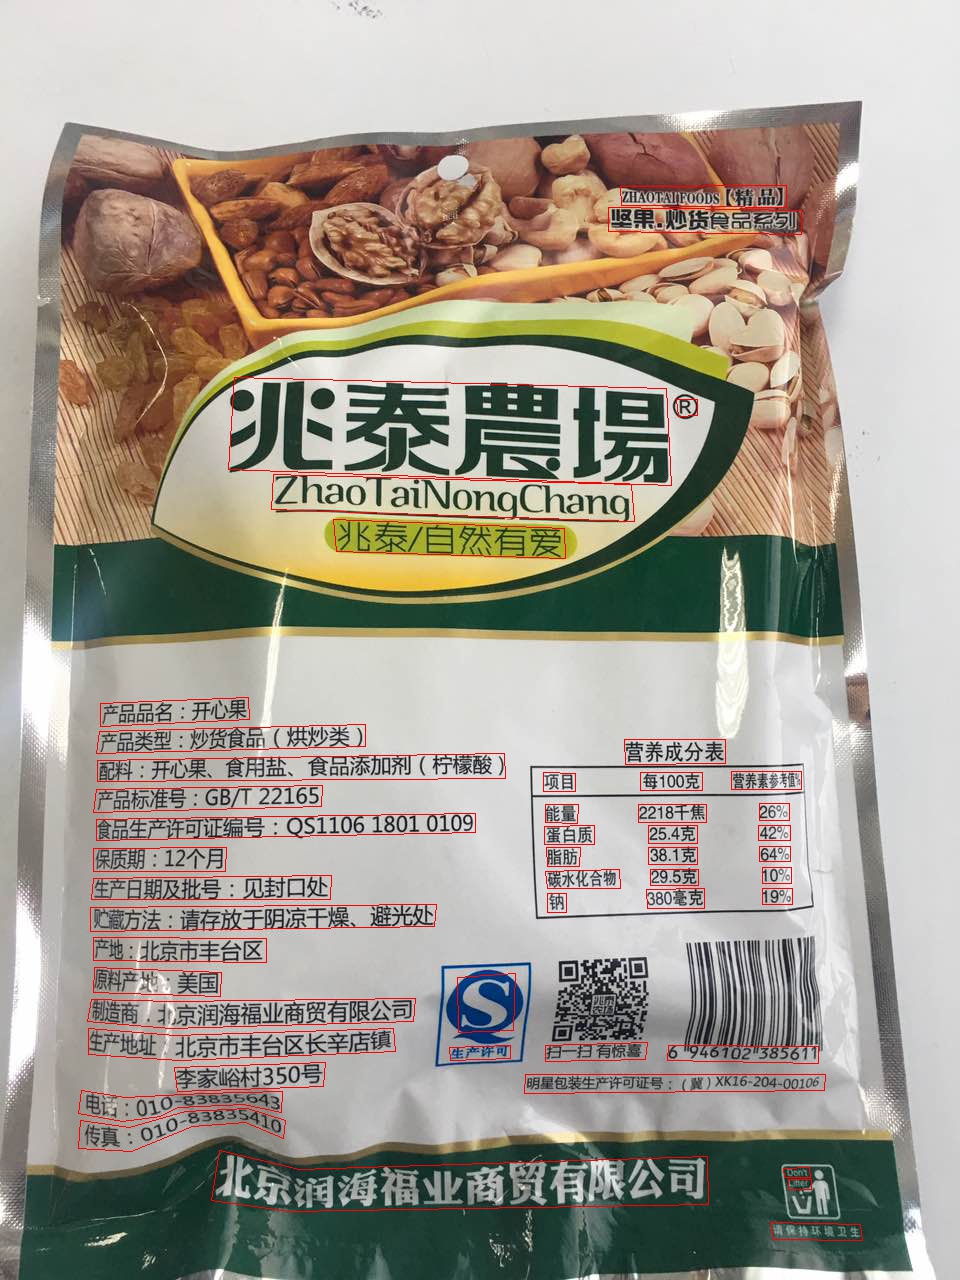 ZHAOTAI FOODS【精品】
坚果.炒货食品系列
兆泰農場®
ZhaoTaiNongChang
兆泰/自然有爱
产品品名：开心果
产品类型：炒货食品（烘炒类）
配料：开心果、食用盐、食品添加剂（柠檬酸）
产品标准号：GB/T 22165
食品生产许可证编号：QS1106 1801 0109
保质期：12个月
生产日期及批号：见封口处
贮藏方法：请存放于阴凉干燥、避光处
产地：北京市丰台区
原料产地：美国
制造商：北京润海福业商贸有限公司
生产地址：北京市丰台区长辛店镇
李家峪村350号
电话：010-83835643
传真：010-83835410
营养成分表
项目 每100克 营养素参考值%
能量 2218千焦 26%
蛋白质 25.4克 42%
脂肪 38.1克 64%
碳水化合物 29.5克 10%
钠 380毫克 19%
S
生产许可
兆泰
农场
扫一扫 有惊喜
6 946102 385611
明星包装生产许可证号：（冀）XK16-204-00106
北京润海福业商贸有限公司
Don't
Litter
请保持环境卫生